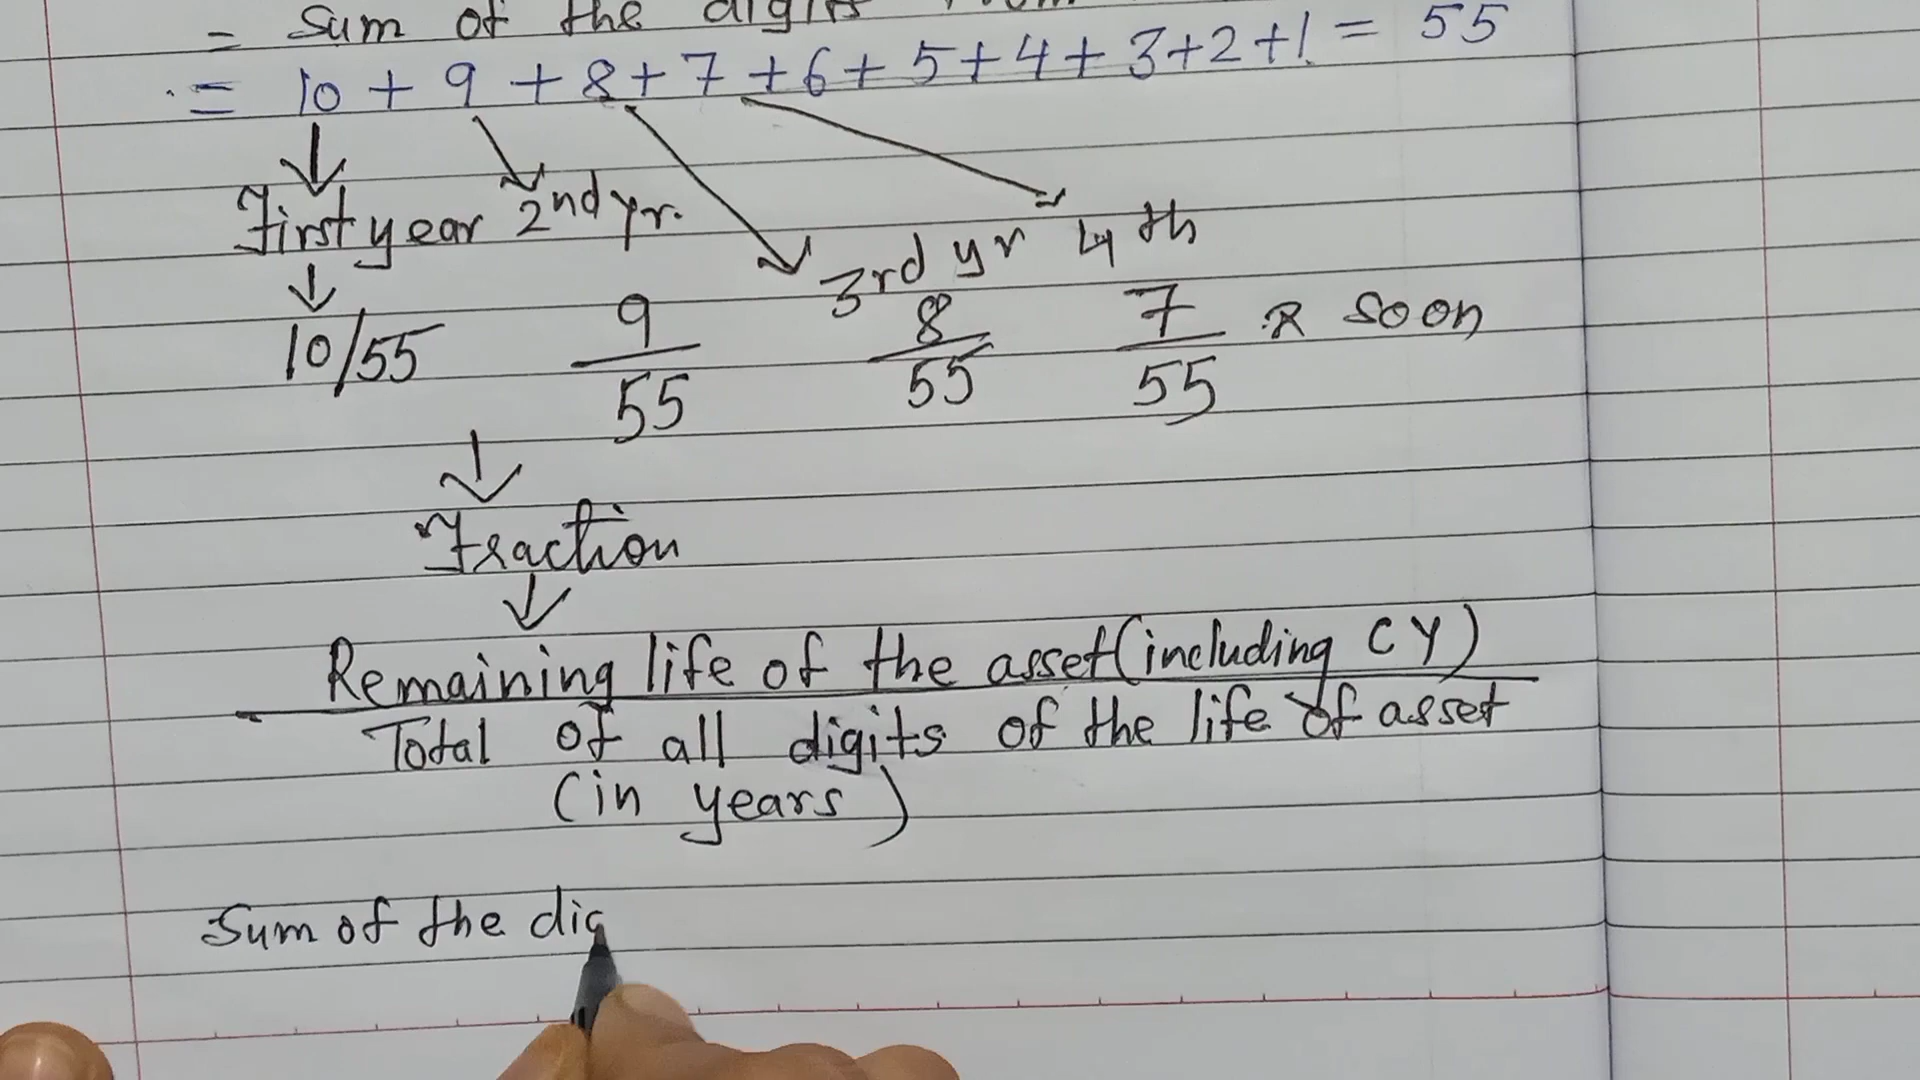 = Sum of the digits
= 10 + 9 + 8 + 7 + 6 + 5 + 4 + 3 + 2 + 1 = 55
First year 2nd yr. 3rd yr 4th
10/55 9/55 8/55 7/55 & soon
Fraction
Remaining life of the asset (including CY)
Total of all digits of the life of asset
(in years)
Sum of the dig